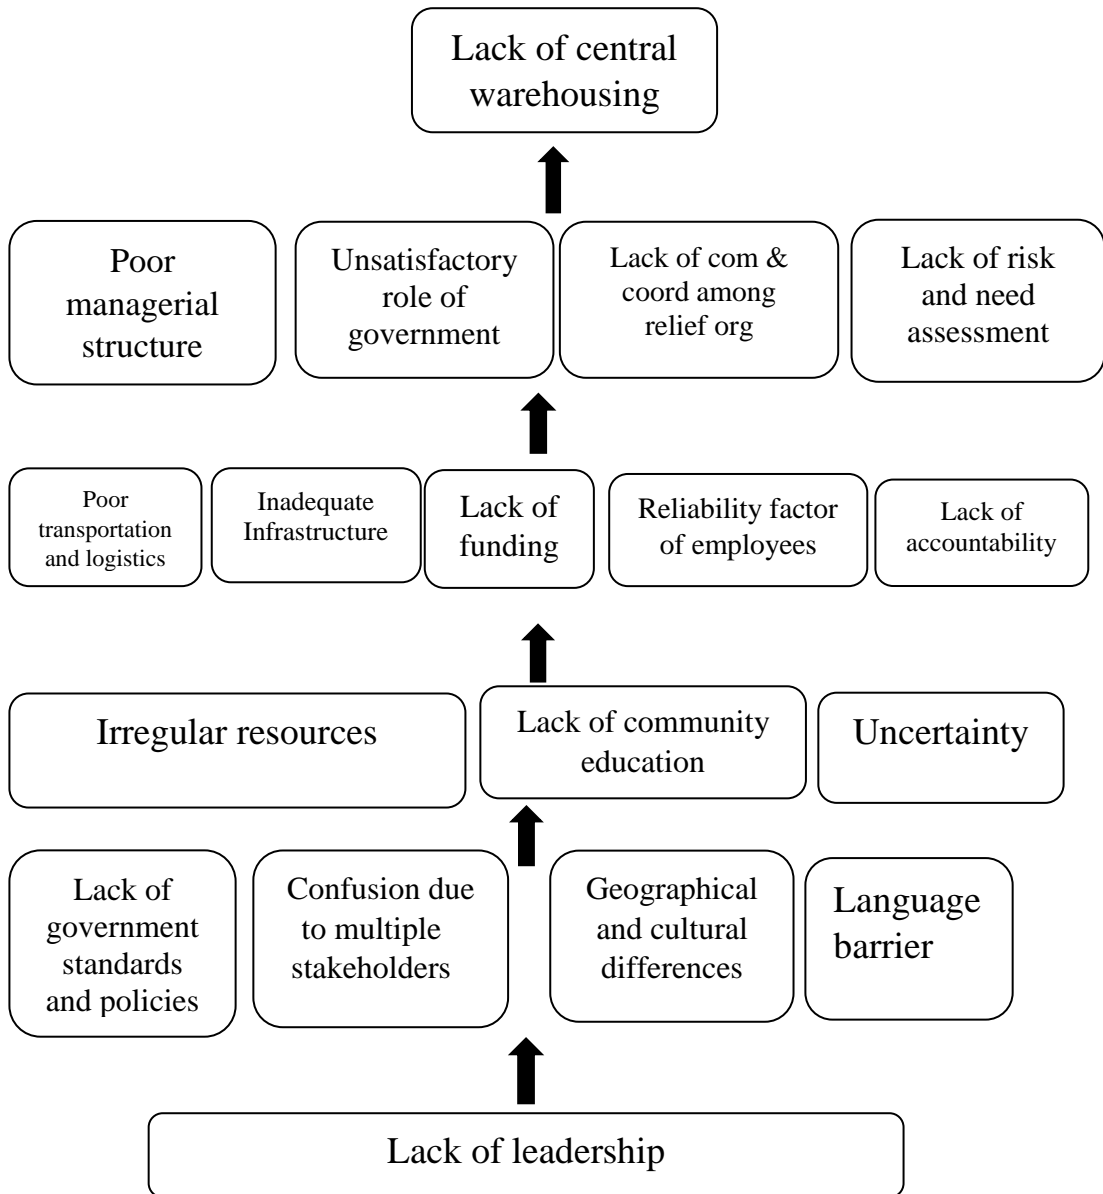 Lack of central
warehousing
Poor
managerial
structure
Unsatisfactory
role of
government
Lack of com &
coord among
relief org
Lack of risk
and need
assessment
Poor
transportation
and logistics
Inadequate
Infrastructure
Lack of
funding
Reliability factor
of employees
Lack of
accountability
Irregular resources
Lack of community
education
Uncertainty
Lack of
government
standards
and policies
Confusion due
to multiple
stakeholders
Geographical
and cultural
differences
Language
barrier
Lack of leadership